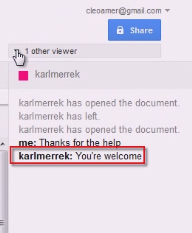 cleoamer@gmail.com
Share
1 other viewer
karlmerrek
karlmerrek has opened the document.
karlmerrek has left.
karlmerrek has opened the document.
me: Thanks for the help
karlmerrek: You're welcome